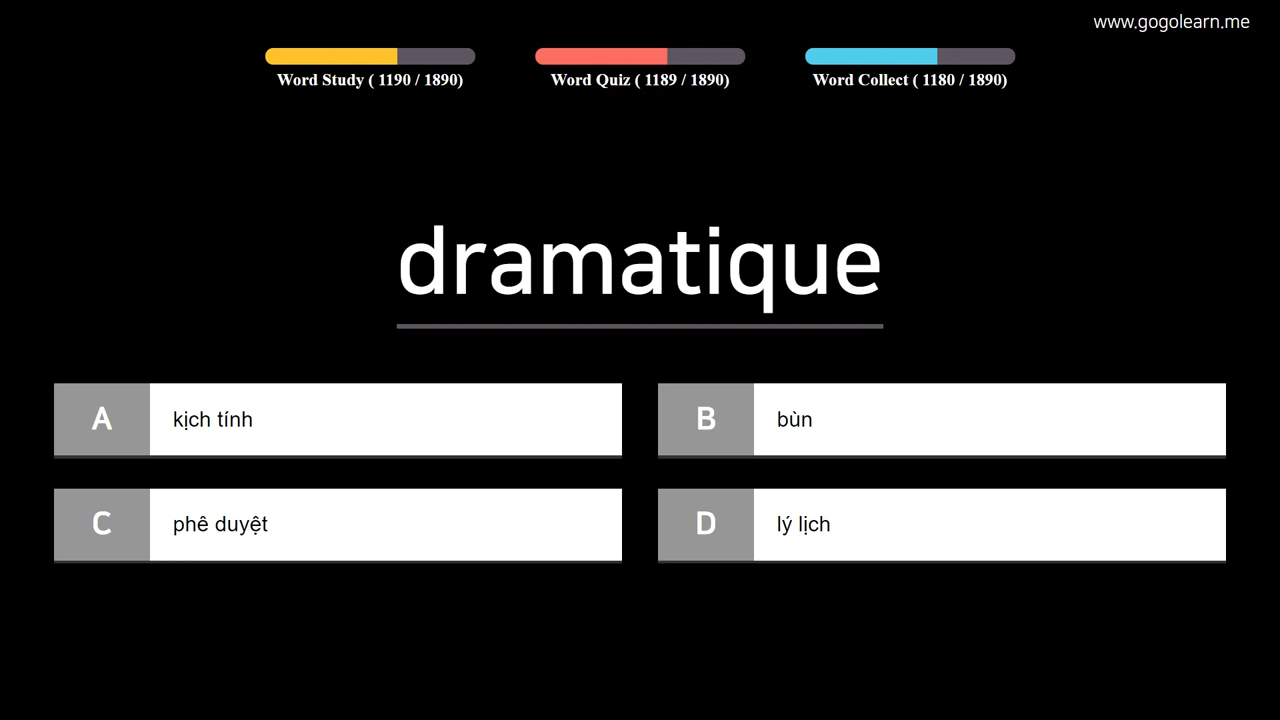 www.gogolearn.me
Word Study ( 1190 / 1890)
Word Quiz ( 1189 / 1890)
Word Collect ( 1180 / 1890)
dramatique
A kịch tính
B bùn
C phê duyệt
D lý lịch